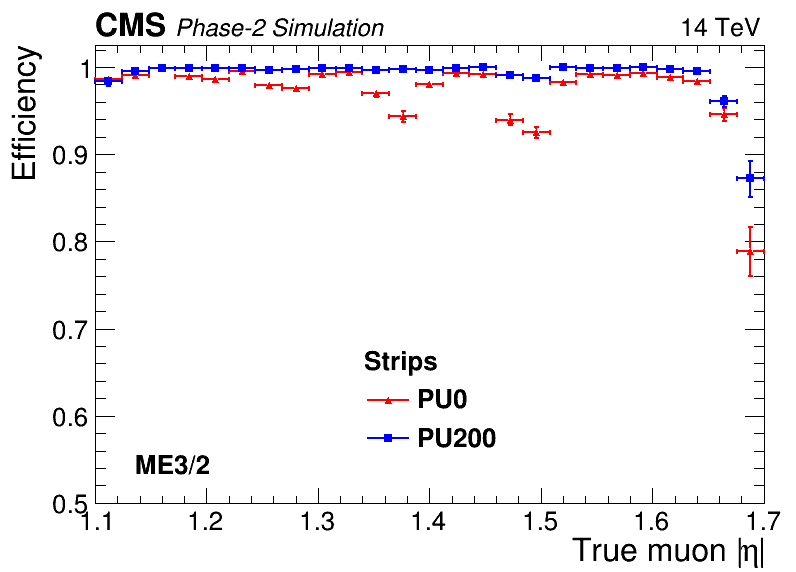 CMS Phase-2 Simulation 14 TeV
Efficiency
1
0.9
0.8
0.7
0.6
0.5
Strips
PU0
PU200
ME3/2
1.1 1.2 1.3 1.4 1.5 1.6 1.7
True muon |η|